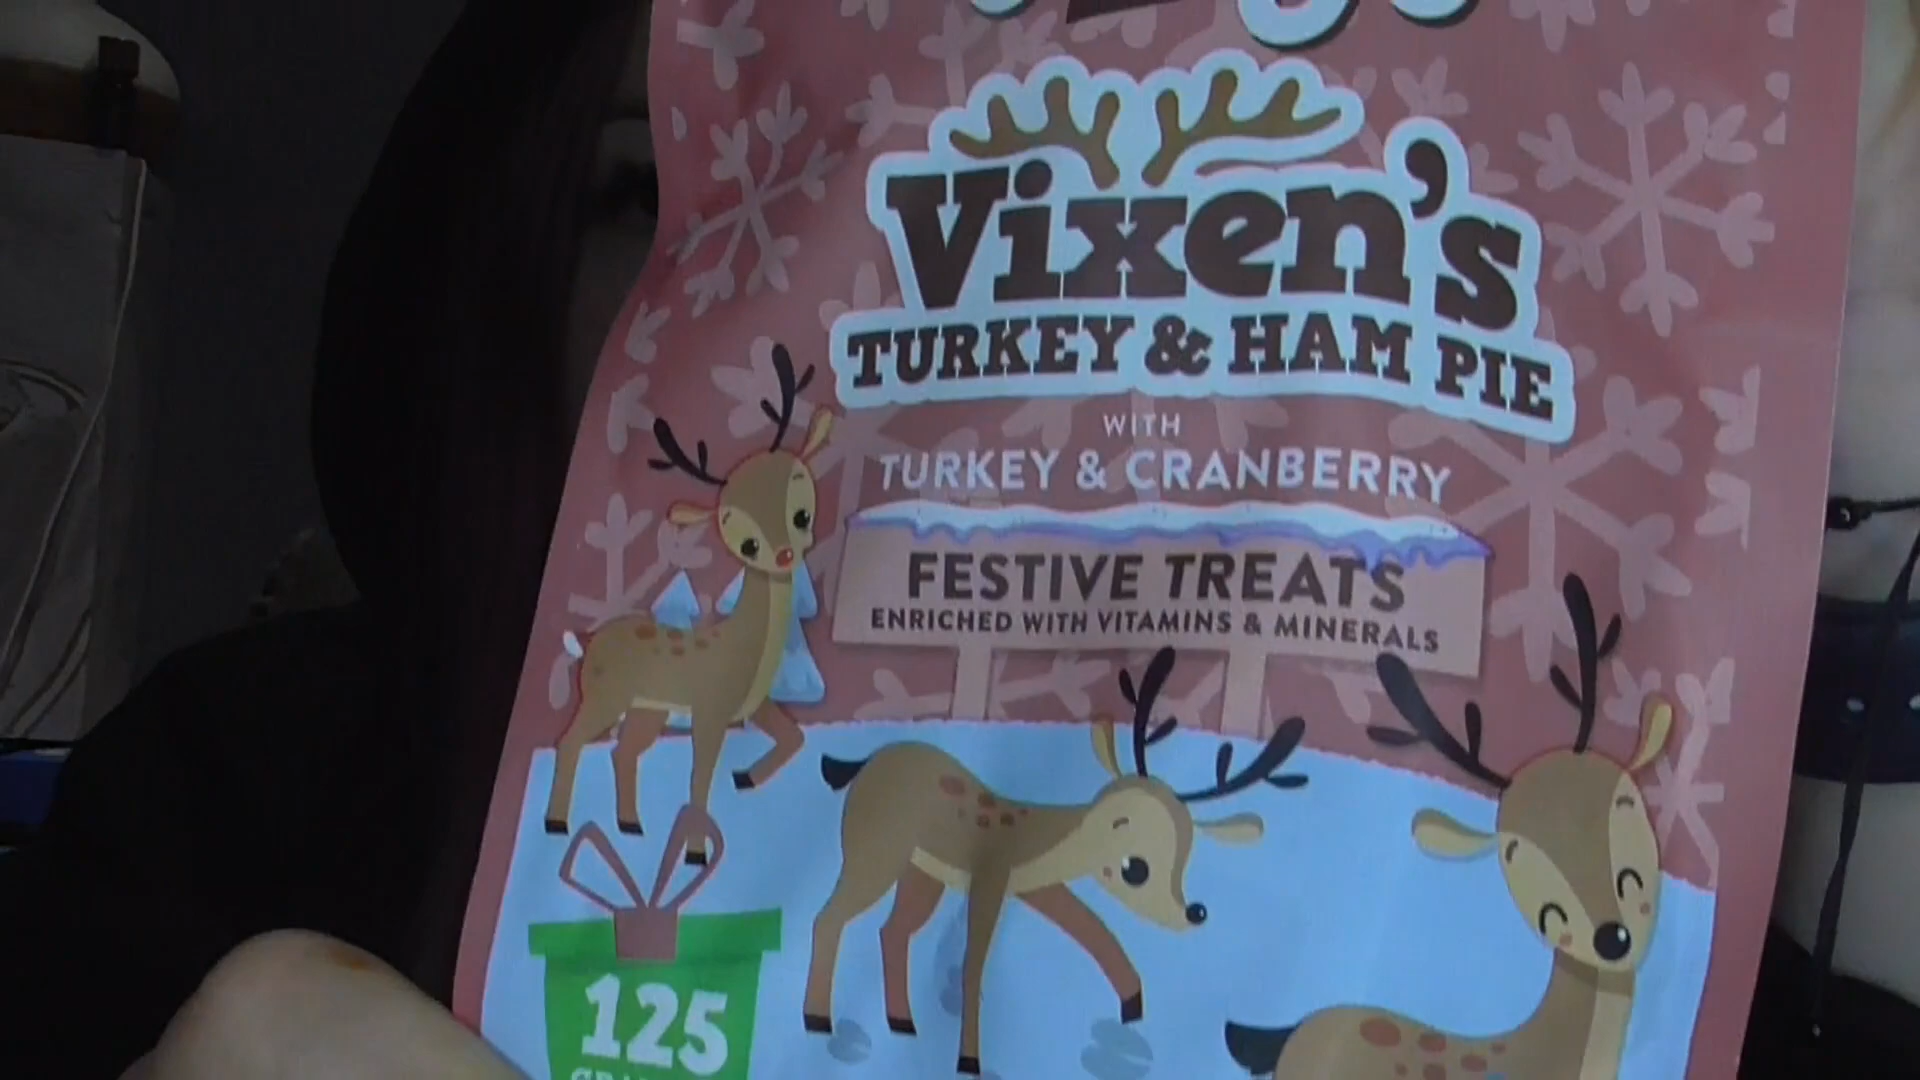 Vixen's
TURKEY & HAM PIE
WITH
TURKEY & CRANBERRY
FESTIVE TREATS
ENRICHED WITH VITAMINS & MINERALS
125